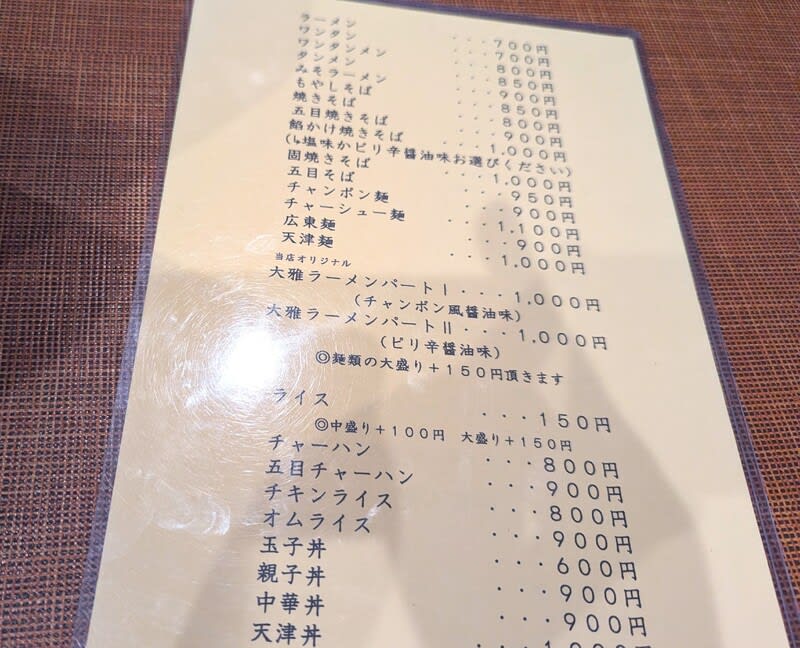 ラーメン ・・・700円
ワンタン ・・・700円
ワンタンメン ・・・800円
タンメン ・・・850円
みそラーメン ・・・900円
もやしそば ・・・850円
焼きそば ・・・800円
五目焼きそば ・・・900円
餡かけ焼きそば ・・・1,000円
(↳塩味かピリ辛醤油味お選びください)
固焼きそば ・・・1,000円
五目そば ・・・950円
チャンポン麺 ・・・900円
チャーシュー麺 ・・・1,100円
広東麺 ・・・900円
天津麺 ・・・1,000円
当店オリジナル
大雅ラーメンパートⅠ・・・1,000円
(チャンポン風醤油味)
大雅ラーメンパートⅡ・・・1,000円
(ピリ辛醤油味)
◎麺類の大盛り+150円頂きます
ライス ・・・150円
◎中盛り+100円 大盛り+150円
チャーハン ・・・800円
五目チャーハン ・・・900円
チキンライス ・・・800円
オムライス ・・・900円
玉子丼 ・・・600円
親子丼 ・・・900円
中華丼 ・・・900円
天津丼 ・・・1,000円